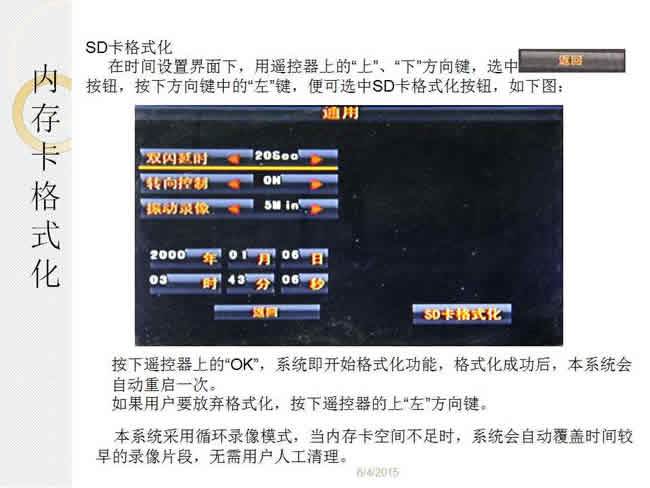 内存卡格式化
SD卡格式化
在时间设置界面下，用遥控器上的“上”、“下”方向键，选中 返回
按钮，按下方向键中的“左”键，便可选中SD卡格式化按钮，如下图：
通用
双闪延时 20Sec
转向控制 ON
振动录像 5Min
2000 年 01 月 06 日
03 时 43 分 06 秒
返回 SD卡格式化
按下遥控器上的“OK”，系统即开始格式化功能，格式化成功后，本系统会
自动重启一次。
如果用户要放弃格式化，按下遥控器的上“左”方向键。
本系统采用循环录像模式，当内存卡空间不足时，系统会自动覆盖时间较
早的录像片段，无需用户人工清理。
6/4/2015